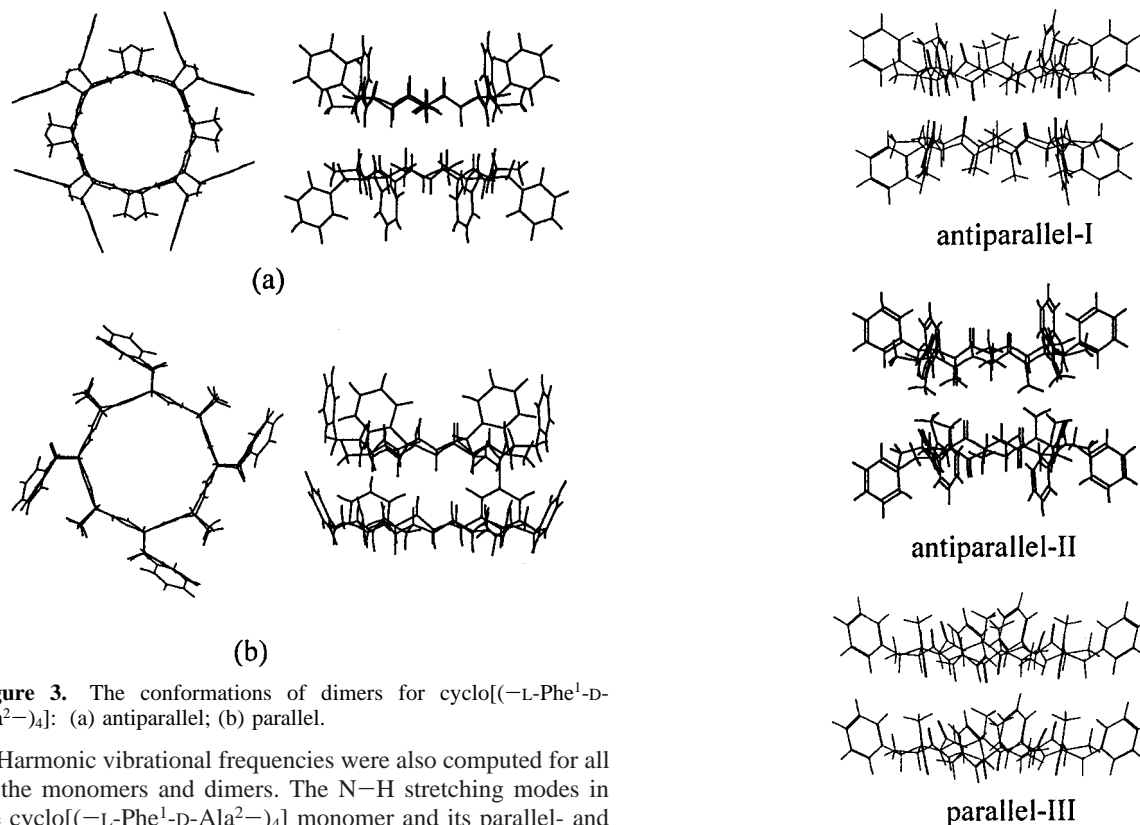 (a)
(b)
gure 3. The conformations of dimers for cyclo[(−L-Phe¹-D-
a²−)₄]: (a) antiparallel; (b) parallel.
Harmonic vibrational frequencies were also computed for all
the monomers and dimers. The N−H stretching modes in
cyclo[(−L-Phe¹-D-Ala²−)₄] monomer and its parallel- and
antiparallel-I
antiparallel-II
parallel-III